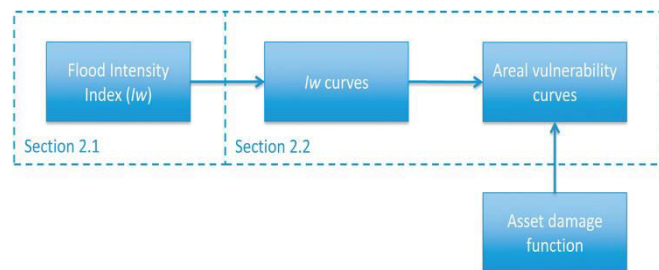 Flood Intensity
Index (Iw)
Iw curves
Areal vulnerability
curves
Section 2.1
Section 2.2
Asset damage
function